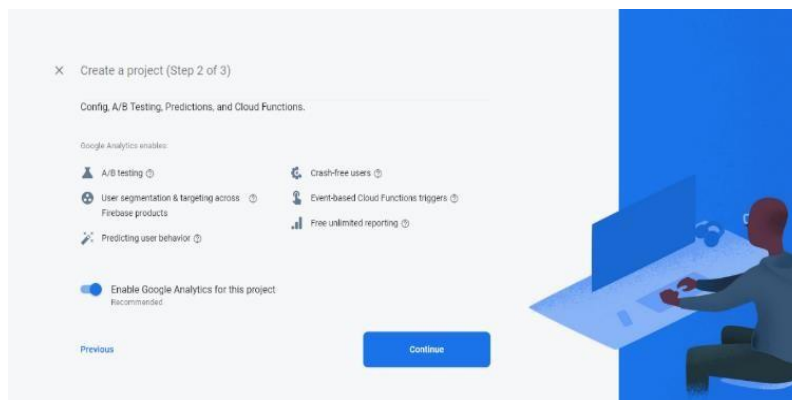 Create a project (Step 2 of 3)
Config, A/B Testing, Predictions, and Cloud Functions.
Google Analytics enables
A/B testing
Crash-free users
User segmentation & targeting across
Firebase products
Event-based Cloud Functions triggers
Predicting user behavior
Free unlimited reporting
Enable Google Analytics for this project
Recommended
Previous
Continue